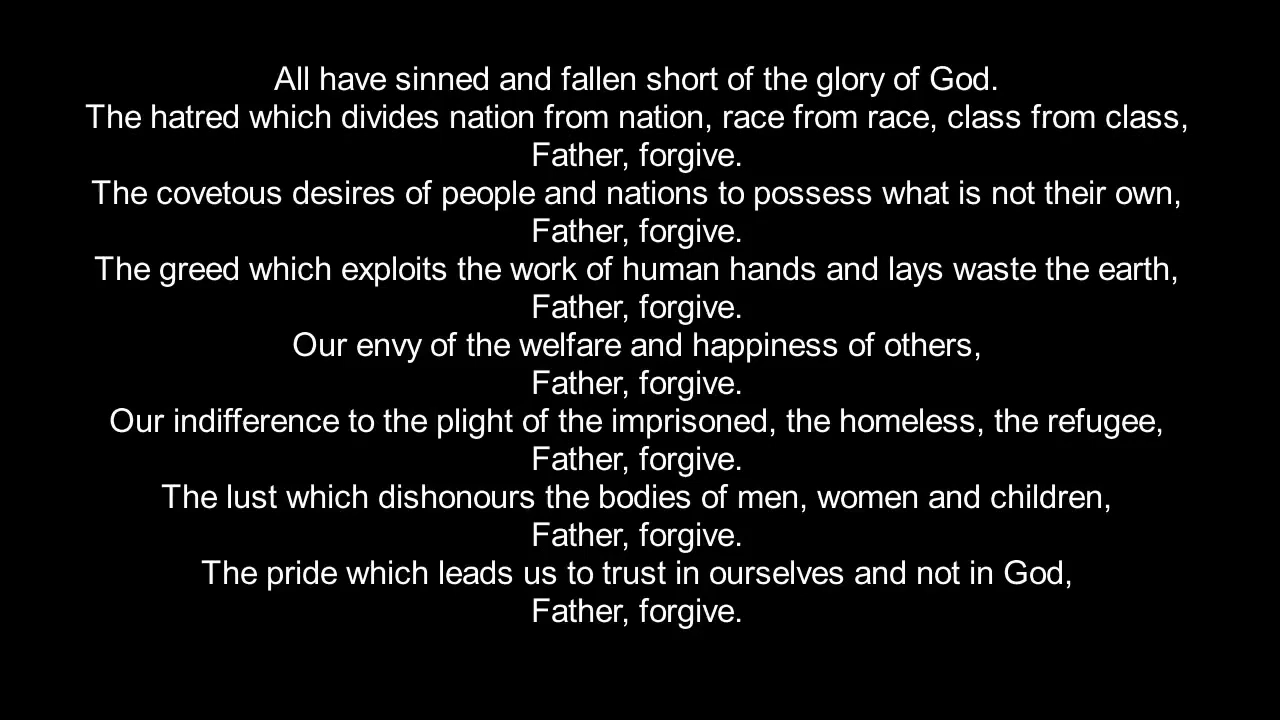 All have sinned and fallen short of the glory of God.
The hatred which divides nation from nation, race from race, class from class,
Father, forgive.
The covetous desires of people and nations to possess what is not their own,
Father, forgive.
The greed which exploits the work of human hands and lays waste the earth,
Father, forgive.
Our envy of the welfare and happiness of others,
Father, forgive.
Our indifference to the plight of the imprisoned, the homeless, the refugee,
Father, forgive.
The lust which dishonours the bodies of men, women and children,
Father, forgive.
The pride which leads us to trust in ourselves and not in God,
Father, forgive.